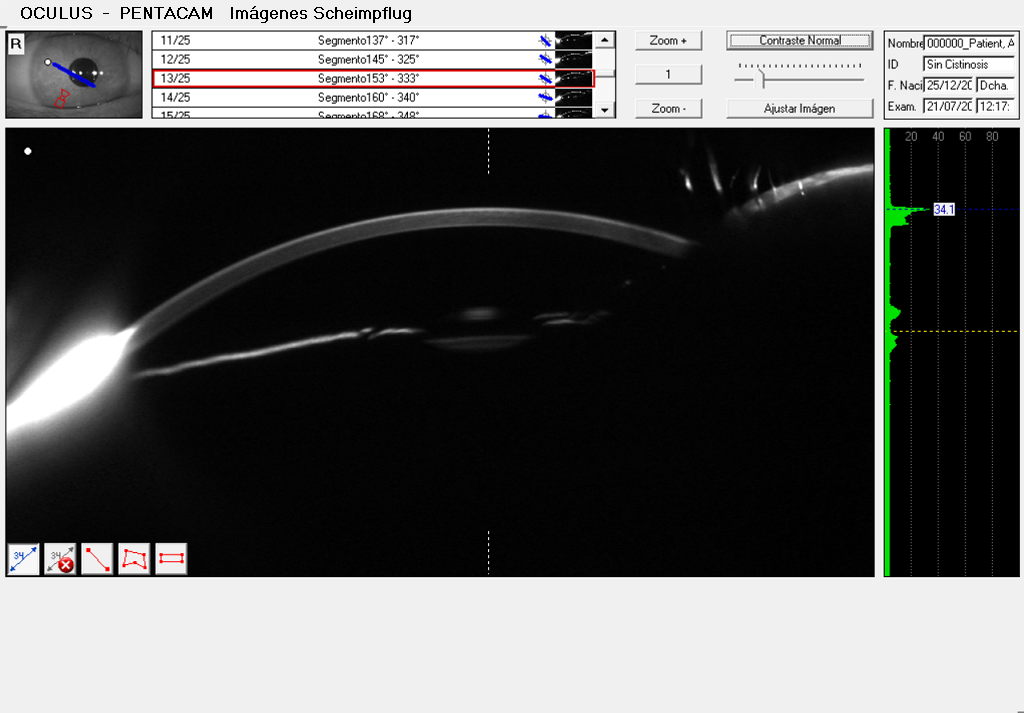 OCULUS - PENTACAM Imágenes Scheimpflug
R
11/25 Segmento137° - 317°
12/25 Segmento145° - 325°
13/25 Segmento153° - 333°
14/25 Segmento160° - 340°
15/25 Segmento168° - 348°
Zoom +
1
Zoom -
Contraste Normal
Ajustar Imágen
Nombre 000000_Patient, A
ID Sin Cistinosis
F. Naci 25/12/20 Dcha.
Exam. 21/07/20 12:17:
20 40 60 80
34.1
34
34